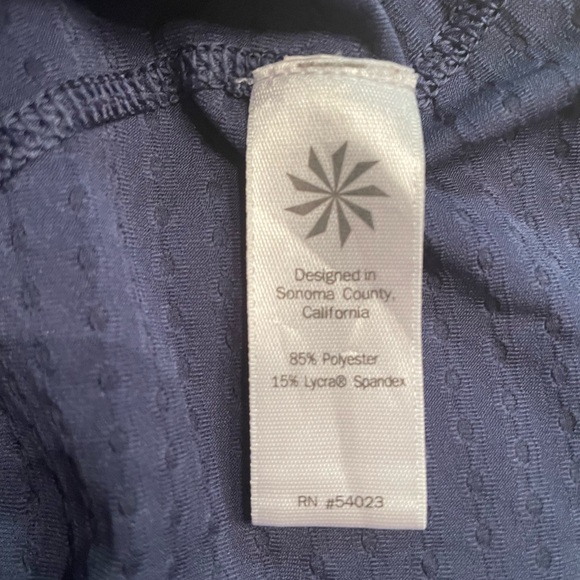 Designed in
Sonoma County,
California
85% Polyester
15% Lycra® Spandex
RN #54023